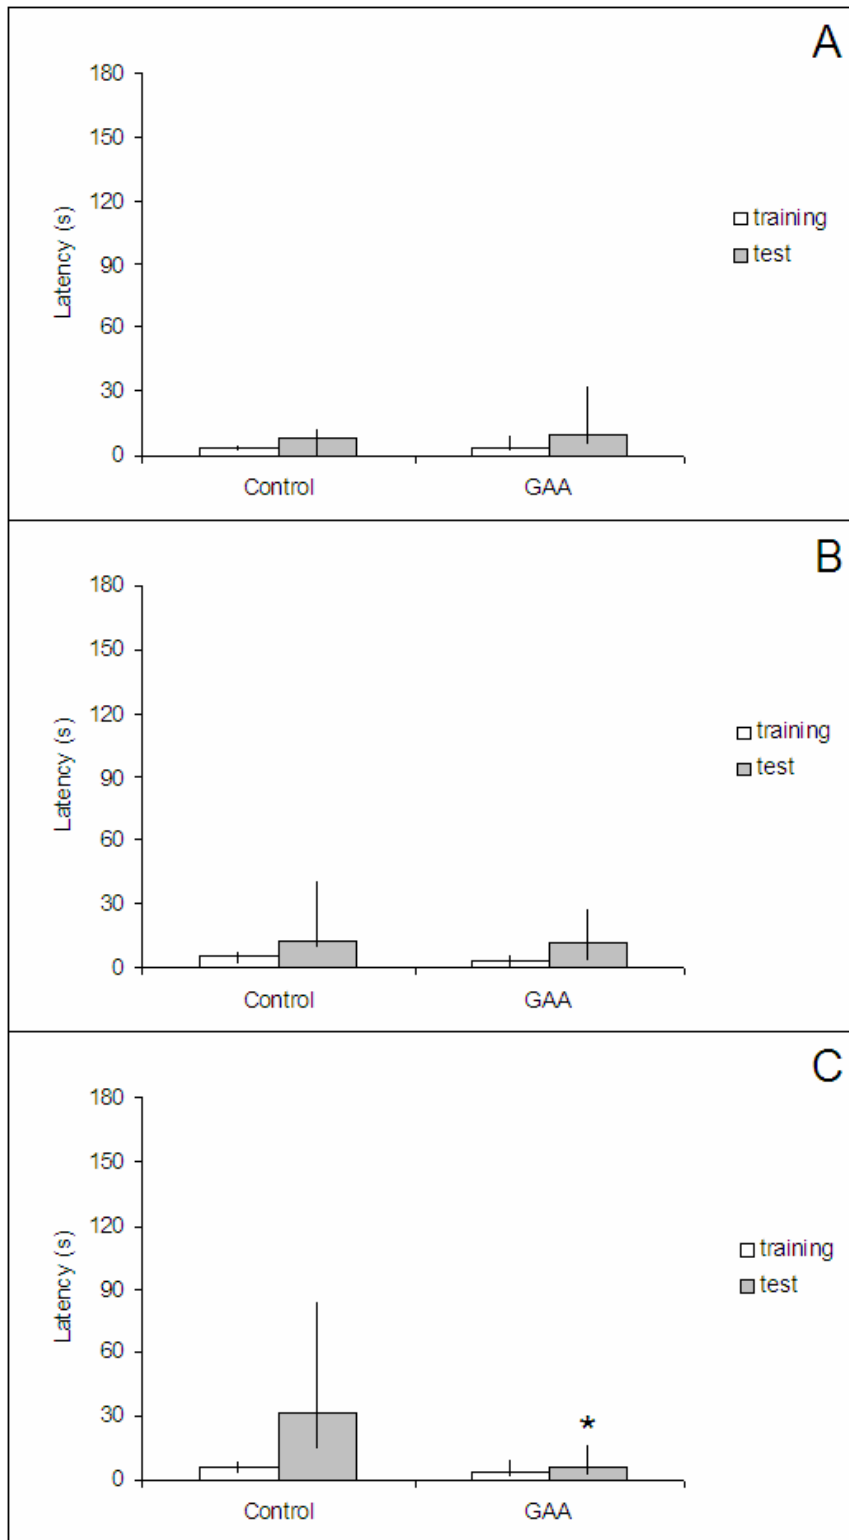 A
180
150
120
90
60
30
0
Latency (s)
training
test
Control GAA
B
180
150
120
90
60
30
0
Latency (s)
training
test
Control GAA
C
180
150
120
90
60
30
0
Latency (s)
training
test
*
Control GAA